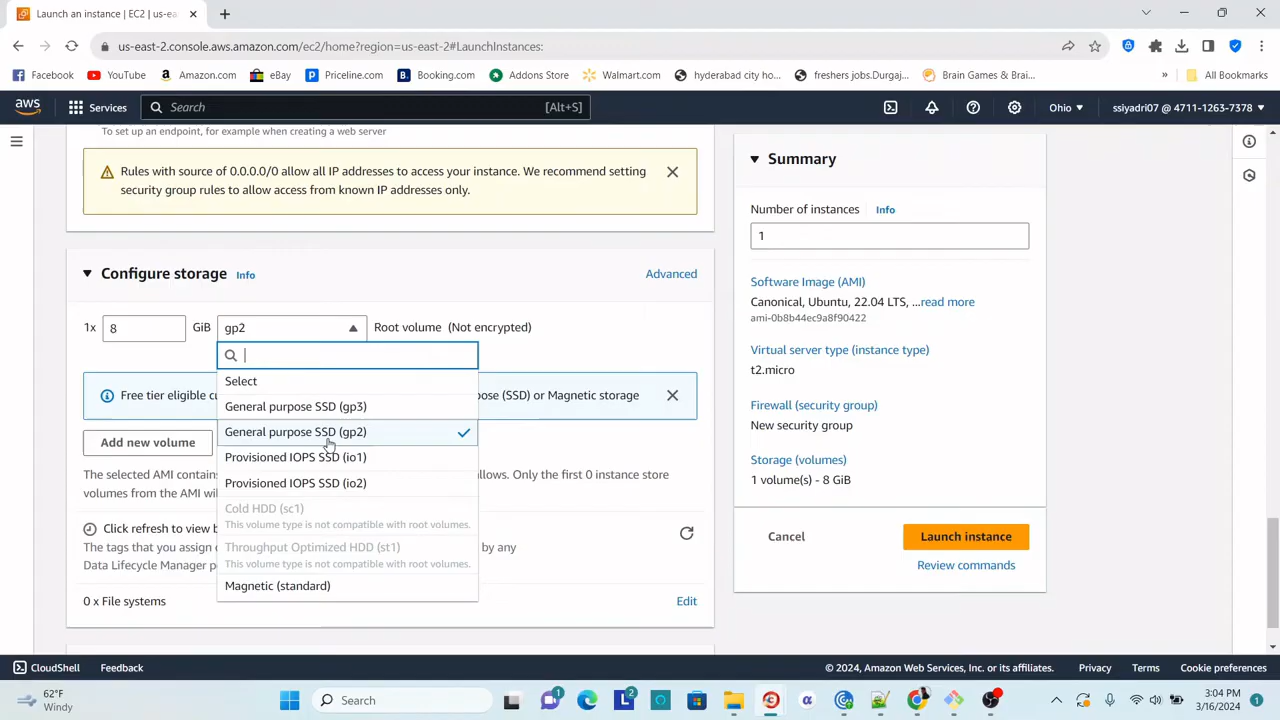 Launch an instance | EC2 | us-ea
us-east-2.console.aws.amazon.com/ec2/home?region=us-east-2#LaunchInstances:
Facebook
YouTube
Amazon.com
eBay
Priceline.com
Booking.com
Addons Store
Walmart.com
hyderabad city ho...
freshers jobs.Durgaj...
Brain Games & Brai...
»
All Bookmarks
aws
Services
Search
[Alt+S]
Ohio
ssiyadri07 @ 4711-1263-7378
To set up an endpoint, for example when creating a web server
Rules with source of 0.0.0.0/0 allow all IP addresses to access your instance. We recommend setting
security group rules to allow access from known IP addresses only.
Configure storage Info
Advanced
1x 8 GiB gp2 Root volume (Not encrypted)
Select
Free tier eligible cu
pose (SSD) or Magnetic storage
General purpose SSD (gp3)
General purpose SSD (gp2)
Add new volume
Provisioned IOPS SSD (io1)
The selected AMI contains
allows. Only the first 0 instance store
volumes from the AMI wil
Provisioned IOPS SSD (io2)
Cold HDD (sc1)
This volume type is not compatible with root volumes.
Click refresh to view b
The tags that you assign
by any
Data Lifecycle Manager p
Throughput Optimized HDD (st1)
This volume type is not compatible with root volumes.
Magnetic (standard)
0 x File systems
Edit
Summary
Number of instances Info
1
Software Image (AMI)
Canonical, Ubuntu, 22.04 LTS, ...read more
ami-0b8b44ec9a8f90422
Virtual server type (instance type)
t2.micro
Firewall (security group)
New security group
Storage (volumes)
1 volume(s) - 8 GiB
Cancel
Launch instance
Review commands
CloudShell
Feedback
© 2024, Amazon Web Services, Inc. or its affiliates.
Privacy
Terms
Cookie preferences
62°F
Windy
Search
1
2
3:04 PM
3/16/2024
1